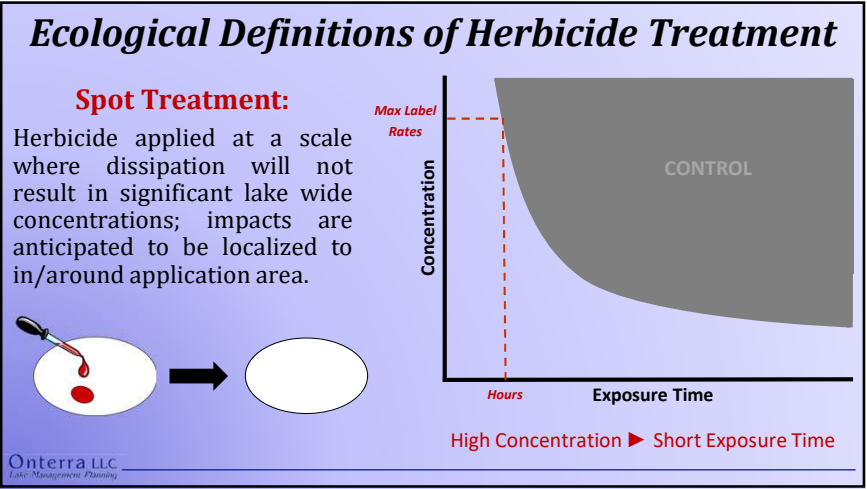 Ecological Definitions of Herbicide Treatment
Spot Treatment:
Herbicide applied at a scale
where dissipation will not
result in significant lake wide
concentrations; impacts are
anticipated to be localized to
in/around application area.
Max Label
Rates
Concentration
CONTROL
Hours
Exposure Time
High Concentration ► Short Exposure Time
Onterra LLC
Lake Management Planning